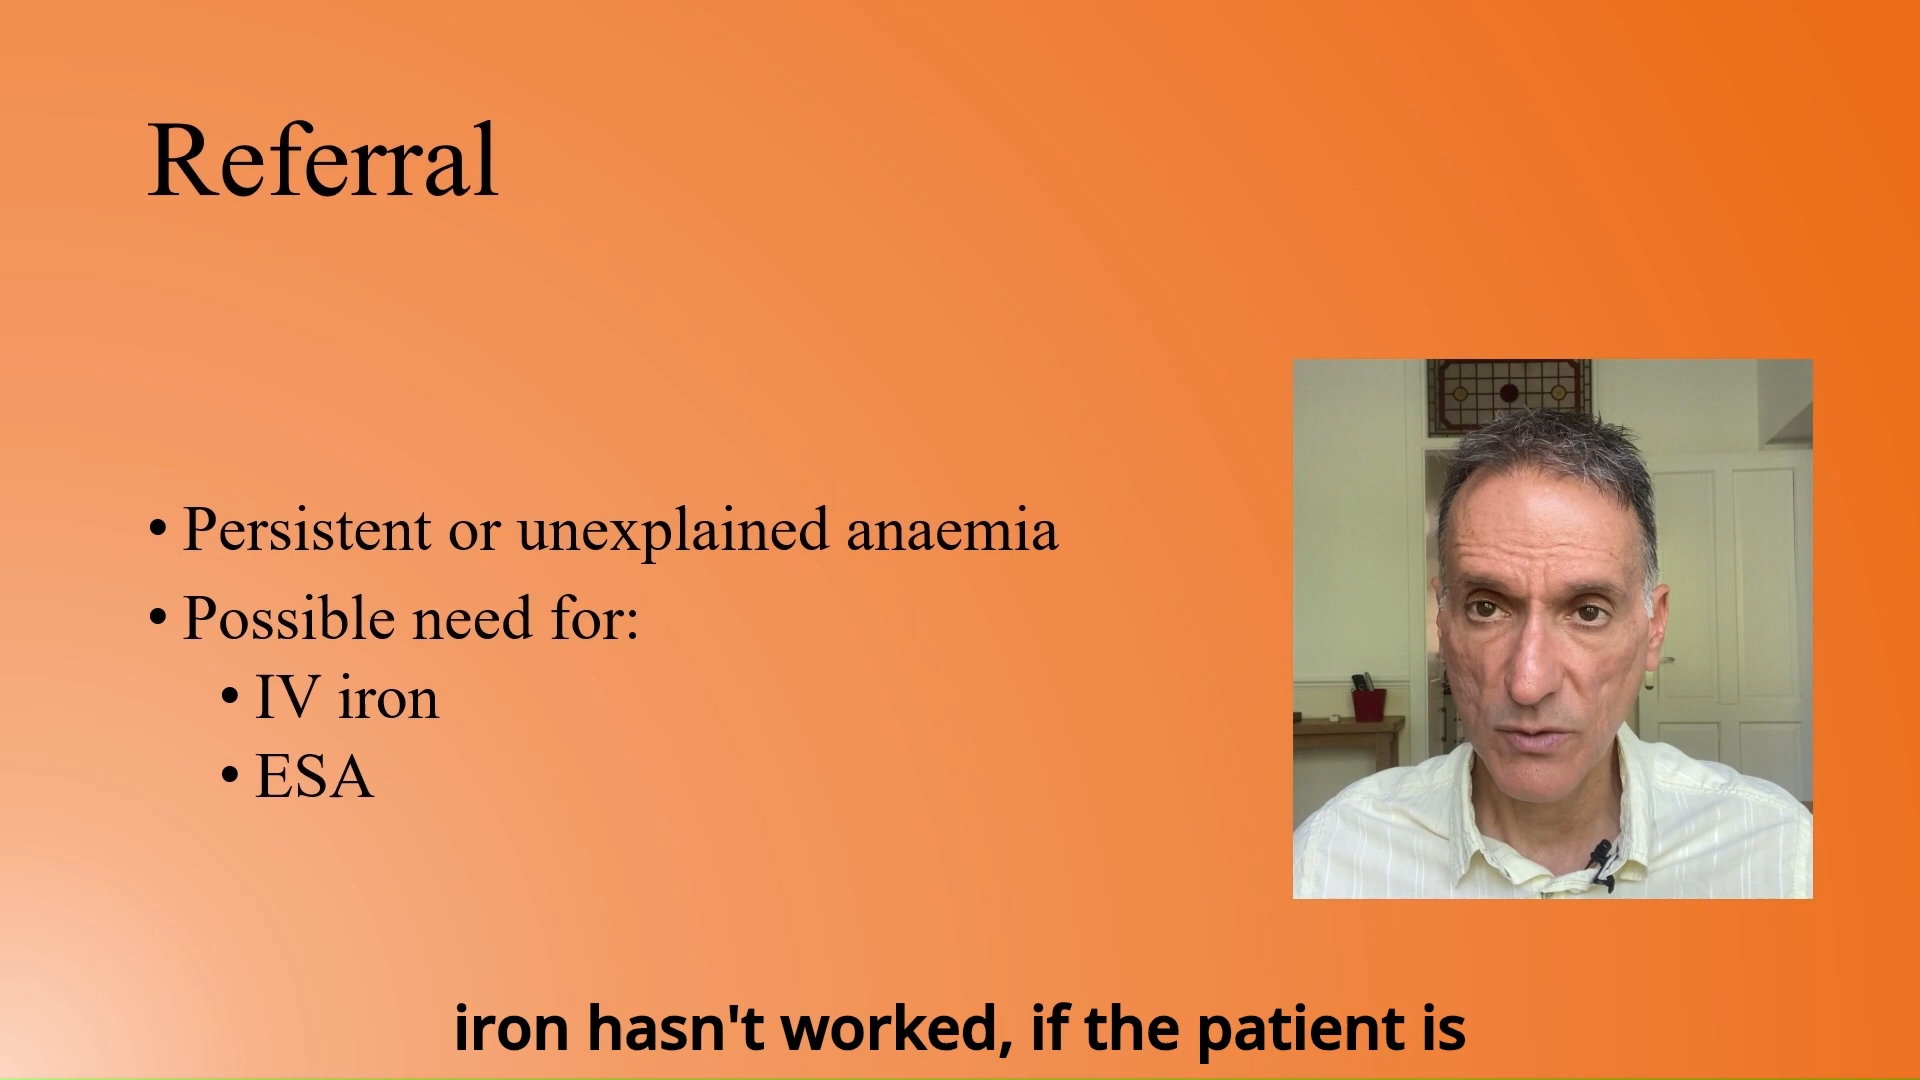 Referral
• Persistent or unexplained anaemia
• Possible need for:
• IV iron
• ESA
iron hasn't worked, if the patient is